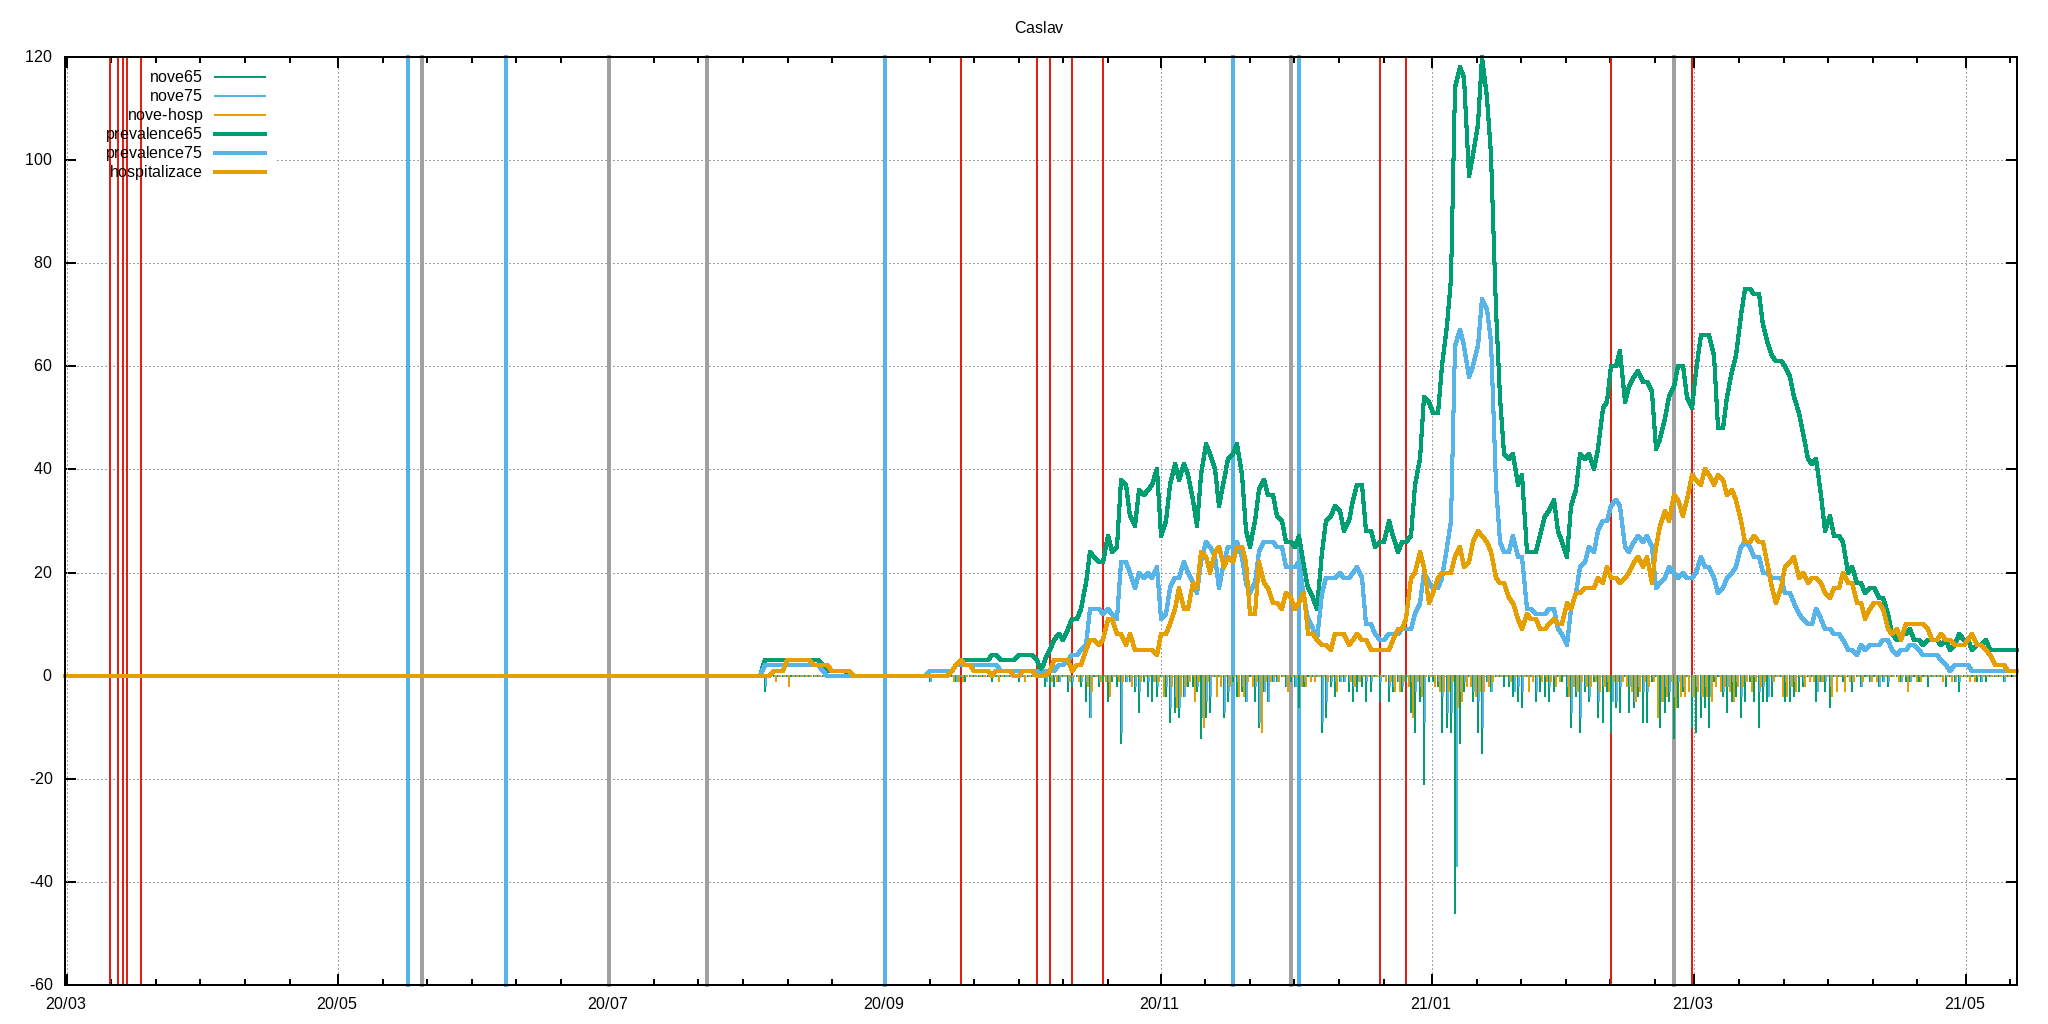 Caslav
120
100
80
60
40
20
0
-20
-40
-60
nove65
nove75
nove-hosp
prevalence65
prevalence75
hospitalizace
20/03 20/05 20/07 20/09 20/11 21/01 21/03 21/05